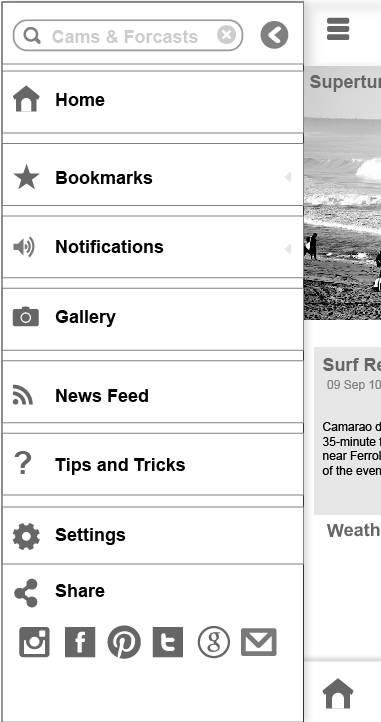 Cams & Forcasts
Home
Bookmarks
Notifications
Gallery
News Feed
Tips and Tricks
Settings
Share
Supertu
Surf Re
09 Sep 10
Camarao d
35-minute f
near Ferrol
of the even
Weath